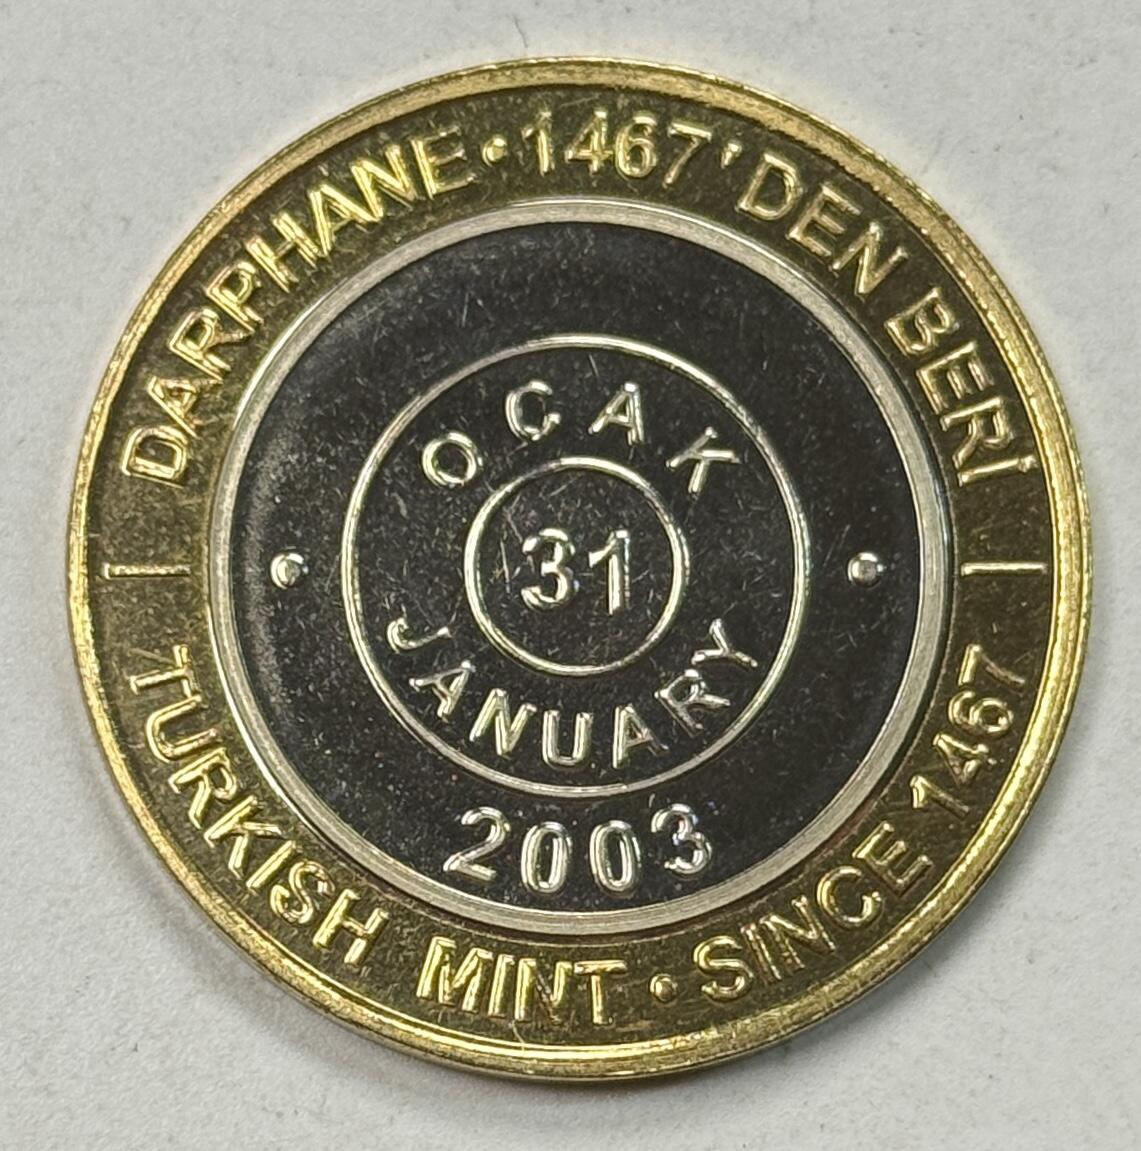 DARPHANE • 1467' DEN BERİ
TURKISH MINT • SINCE 1467
OCAK
31
JANUARY
2003